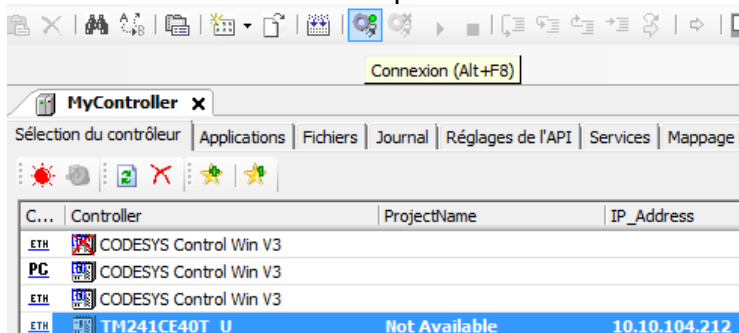 Connexion (Alt+F8)
MyController
Sélection du contrôleur Applications Fichiers Journal Réglages de l'API Services Mappage
C... Controller ProjectName IP_Address
ETH CODESYS Control Win V3
PC CODESYS Control Win V3
ETH CODESYS Control Win V3
ETH TM241CE40T_U Not Available 10.10.104.212